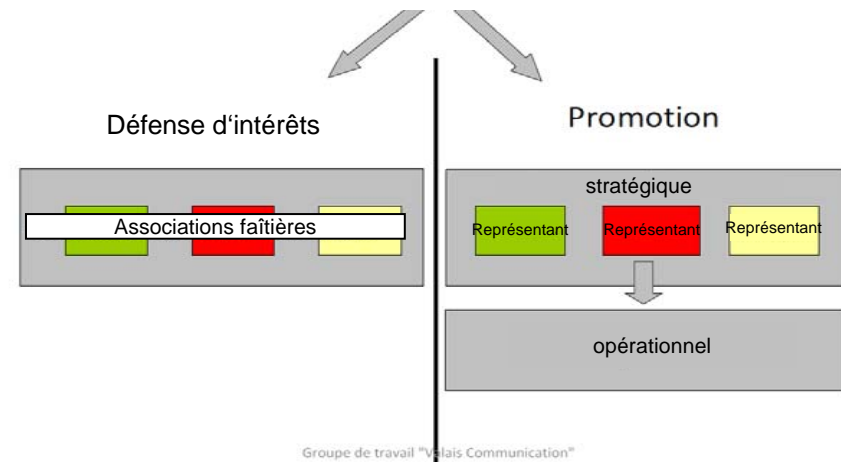 Défense d‘intérêts
Promotion
Associations faîtières
stratégique
Représentant
Représentant
Représentant
opérationnel
Groupe de travail "Valais Communication"